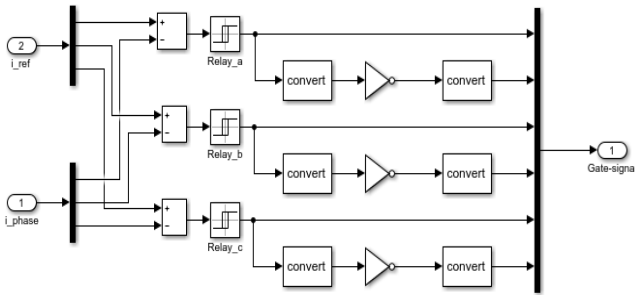 +
−
2
i_ref
Relay_a
convert
convert
+
−
Relay_b
convert
convert
1
Gate-signa
1
i_phase
+
−
Relay_c
convert
convert